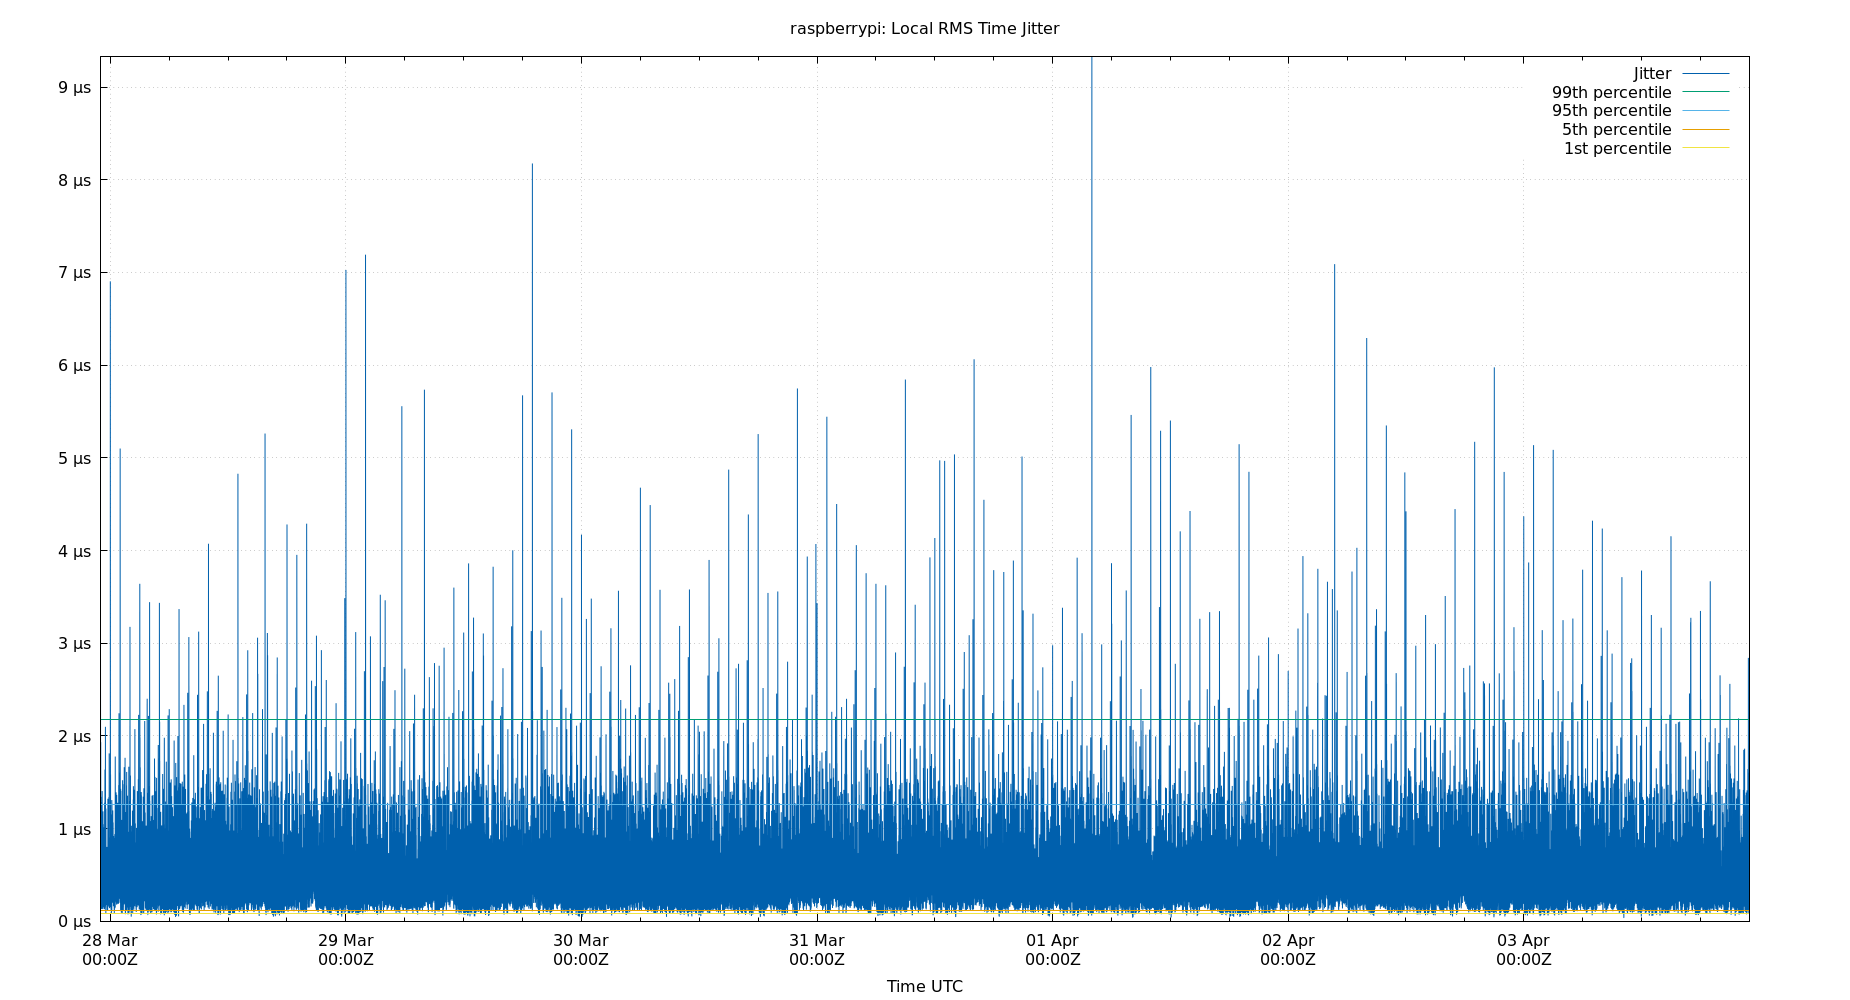 raspberrypi: Local RMS Time Jitter
Jitter
99th percentile
95th percentile
5th percentile
1st percentile
9 µs
8 µs
7 µs
6 µs
5 µs
4 µs
3 µs
2 µs
1 µs
0 µs
28 Mar 29 Mar 30 Mar 31 Mar 01 Apr 02 Apr 03 Apr
00:00Z 00:00Z 00:00Z 00:00Z 00:00Z 00:00Z 00:00Z
Time UTC